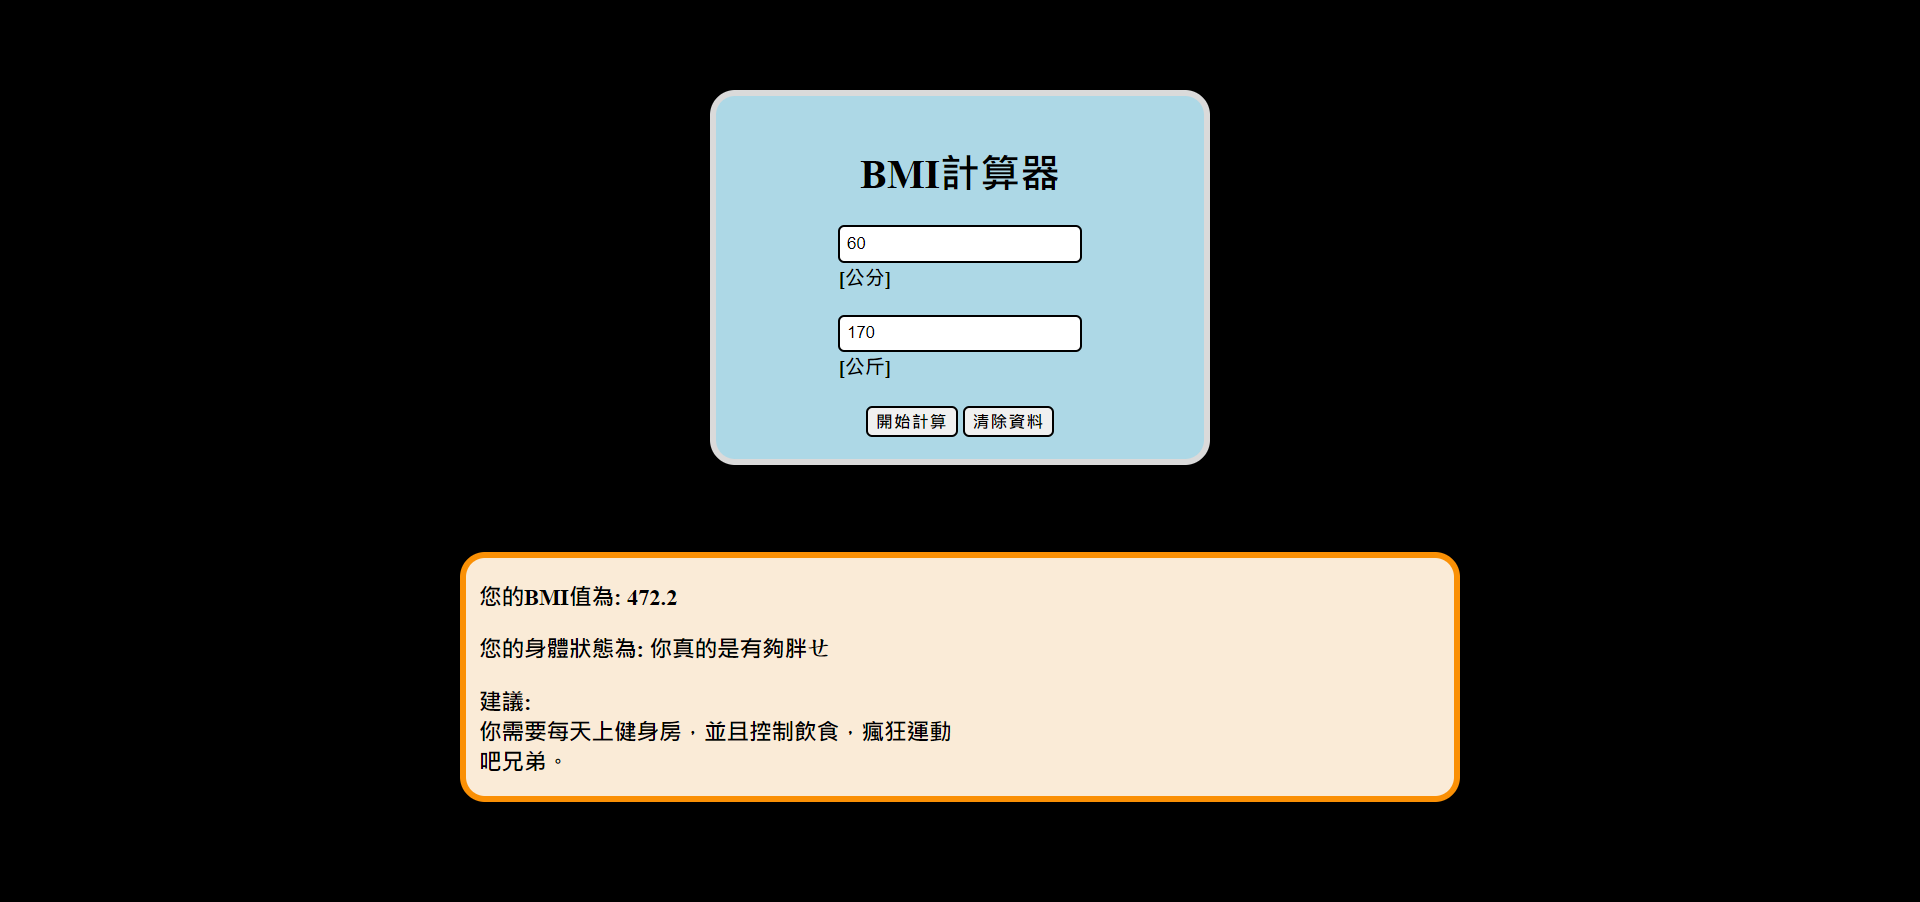 BMI計算器
60
[公分]
170
[公斤]
開始計算 清除資料
您的BMI值為: 472.2
您的身體狀態為: 你真的是有夠胖ㄝ
建議:
你需要每天上健身房，並且控制飲食，瘋狂運動
吧兄弟。